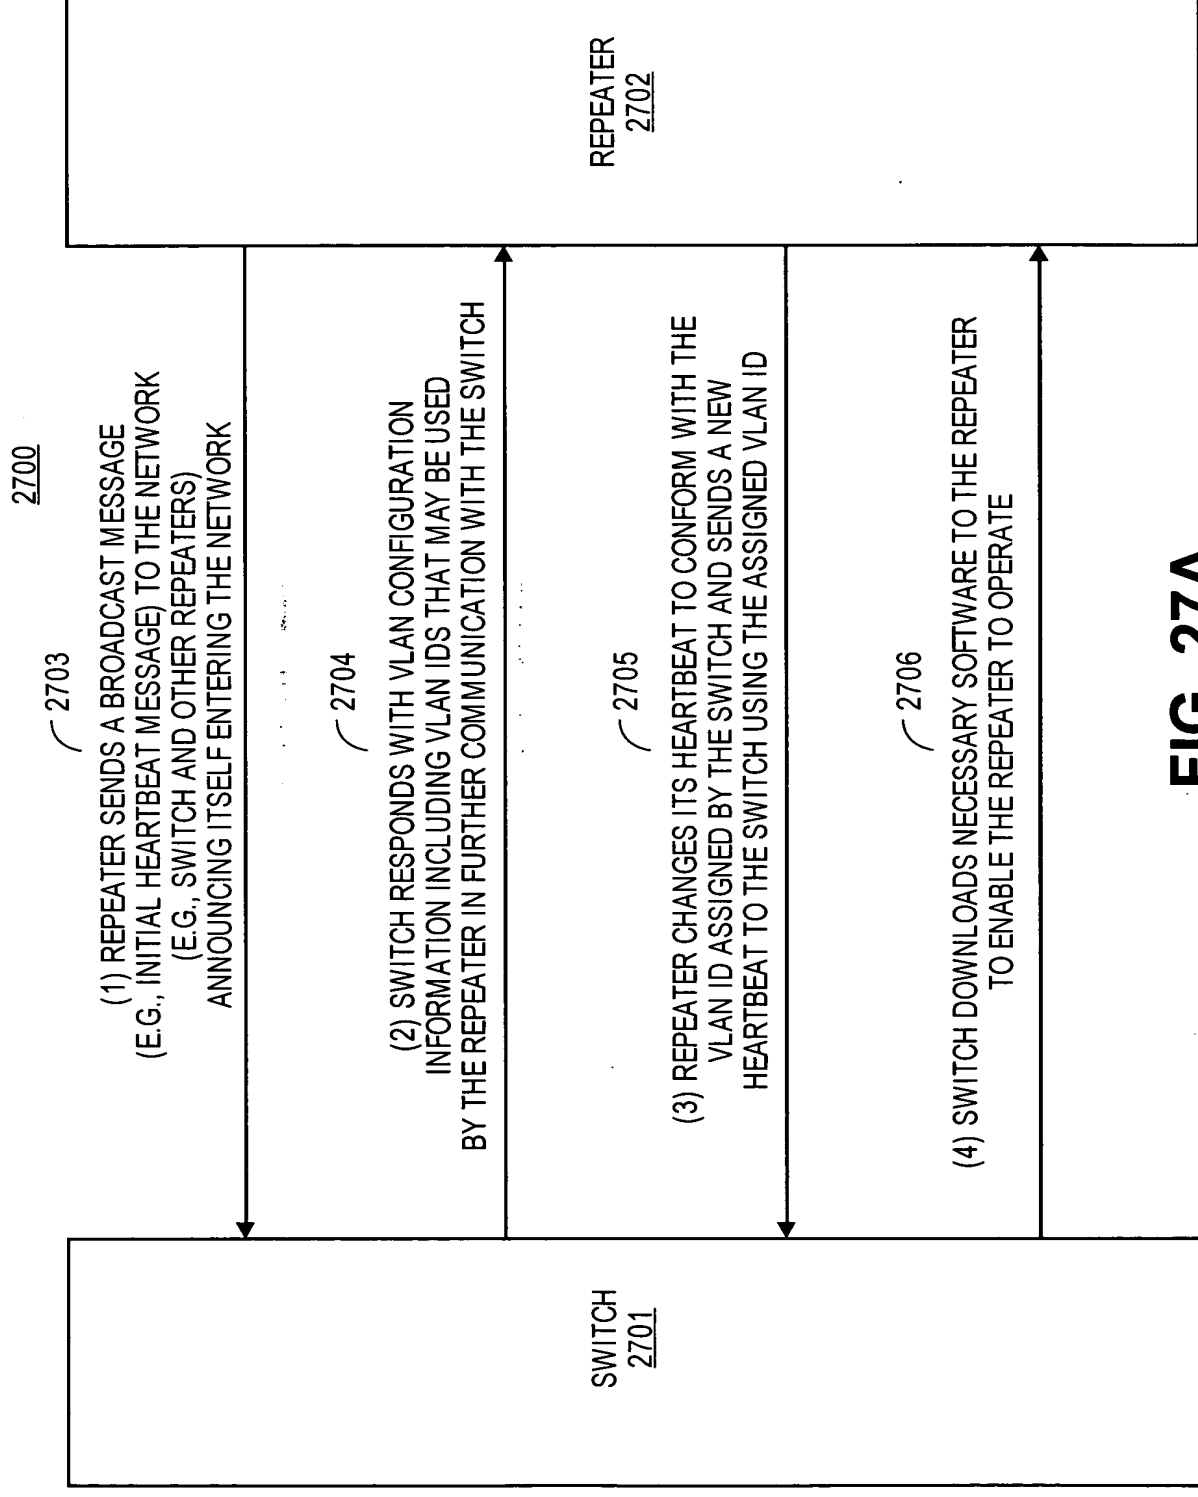 2700
SWITCH
2701
REPEATER
2702
2703
(1) REPEATER SENDS A BROADCAST MESSAGE
(E.G., INITIAL HEARTBEAT MESSAGE) TO THE NETWORK
(E.G., SWITCH AND OTHER REPEATERS)
ANNOUNCING ITSELF ENTERING THE NETWORK
2704
(2) SWITCH RESPONDS WITH VLAN CONFIGURATION
INFORMATION INCLUDING VLAN IDS THAT MAY BE USED
BY THE REPEATER IN FURTHER COMMUNICATION WITH THE SWITCH
2705
(3) REPEATER CHANGES ITS HEARTBEAT TO CONFORM WITH THE
VLAN ID ASSIGNED BY THE SWITCH AND SENDS A NEW
HEARTBEAT TO THE SWITCH USING THE ASSIGNED VLAN ID
2706
(4) SWITCH DOWNLOADS NECESSARY SOFTWARE TO THE REPEATER
TO ENABLE THE REPEATER TO OPERATE
FIG. 27A